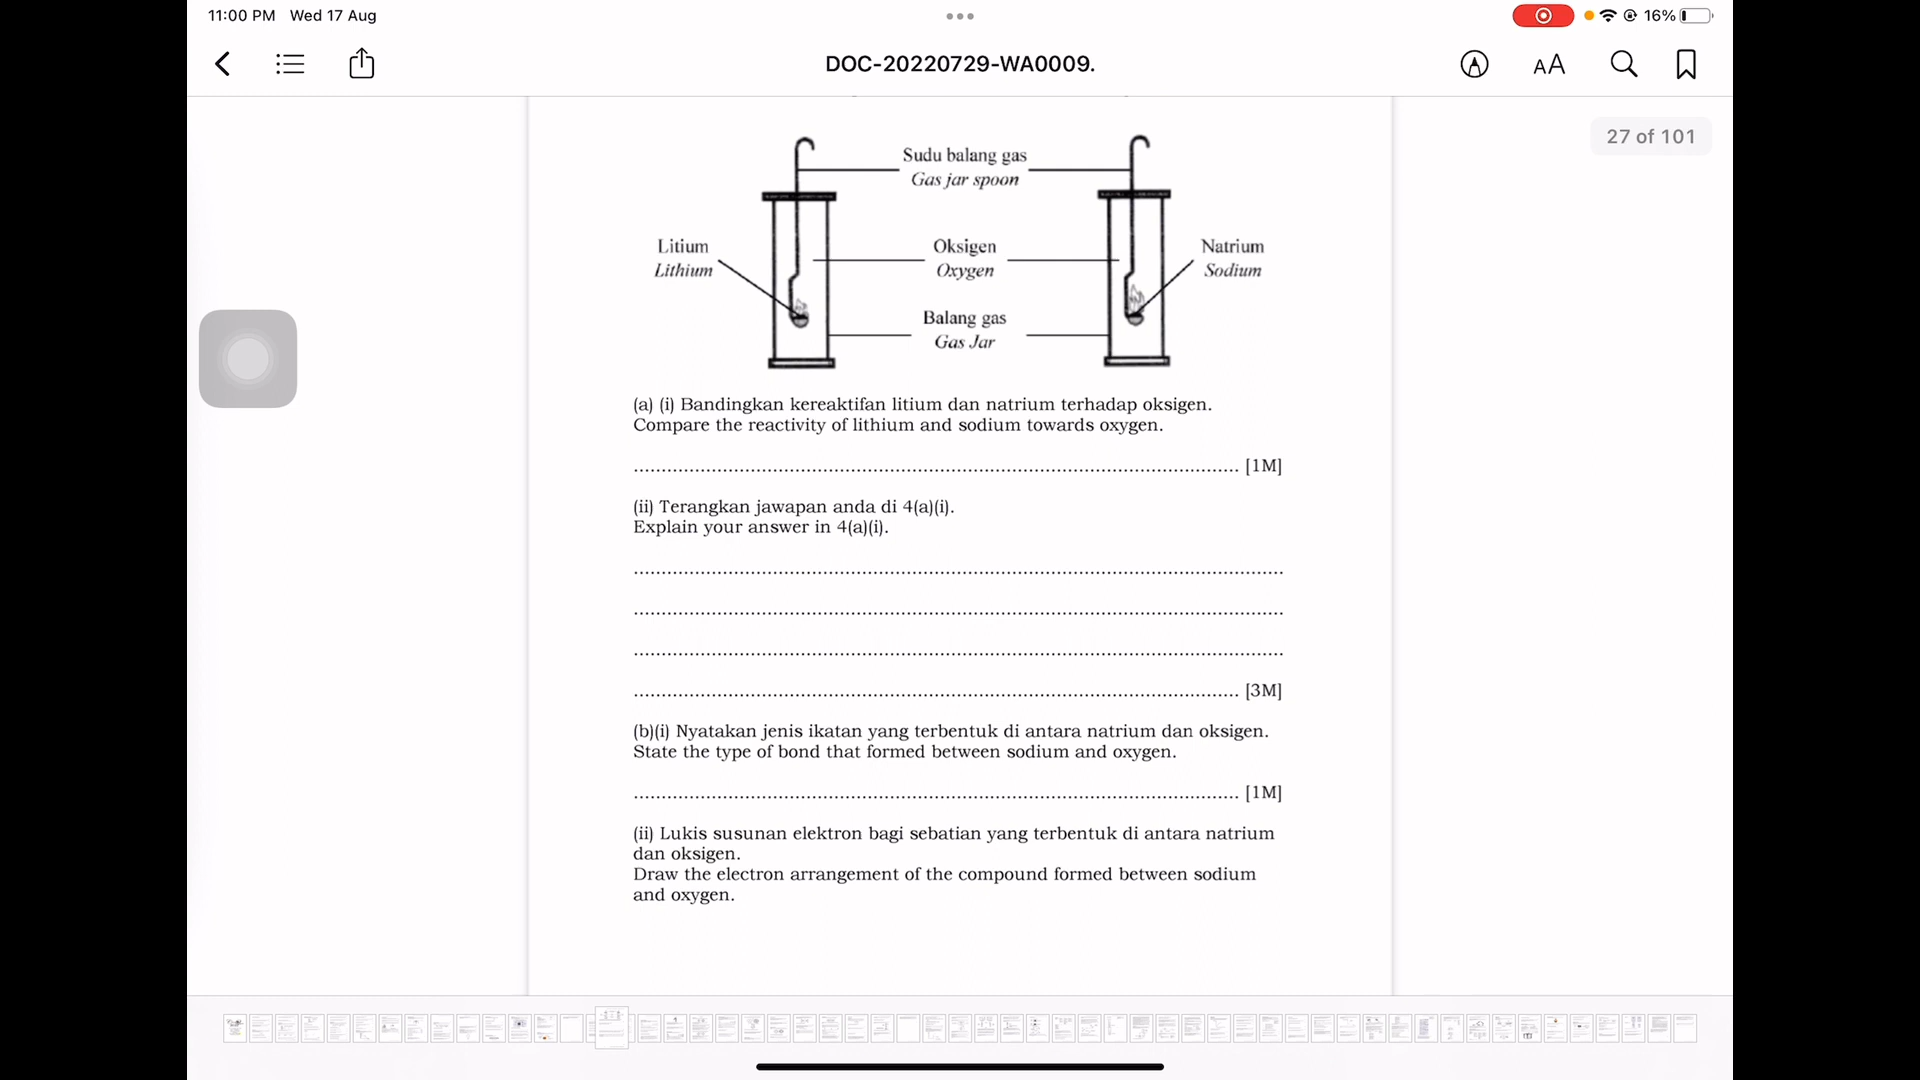 11:00 PM Wed 17 Aug
16%
DOC-20220729-WA0009.
AA
27 of 101
Sudu balang gas
Gas jar spoon
Litium
Lithium
Oksigen
Oxygen
Natrium
Sodium
Balang gas
Gas Jar
(a) (i) Bandingkan kereaktifan litium dan natrium terhadap oksigen.
Compare the reactivity of lithium and sodium towards oxygen.
[1M]
(ii) Terangkan jawapan anda di 4(a)(i).
Explain your answer in 4(a)(i).
[3M]
(b)(i) Nyatakan jenis ikatan yang terbentuk di antara natrium dan oksigen.
State the type of bond that formed between sodium and oxygen.
[1M]
(ii) Lukis susunan elektron bagi sebatian yang terbentuk di antara natrium
dan oksigen.
Draw the electron arrangement of the compound formed between sodium
and oxygen.